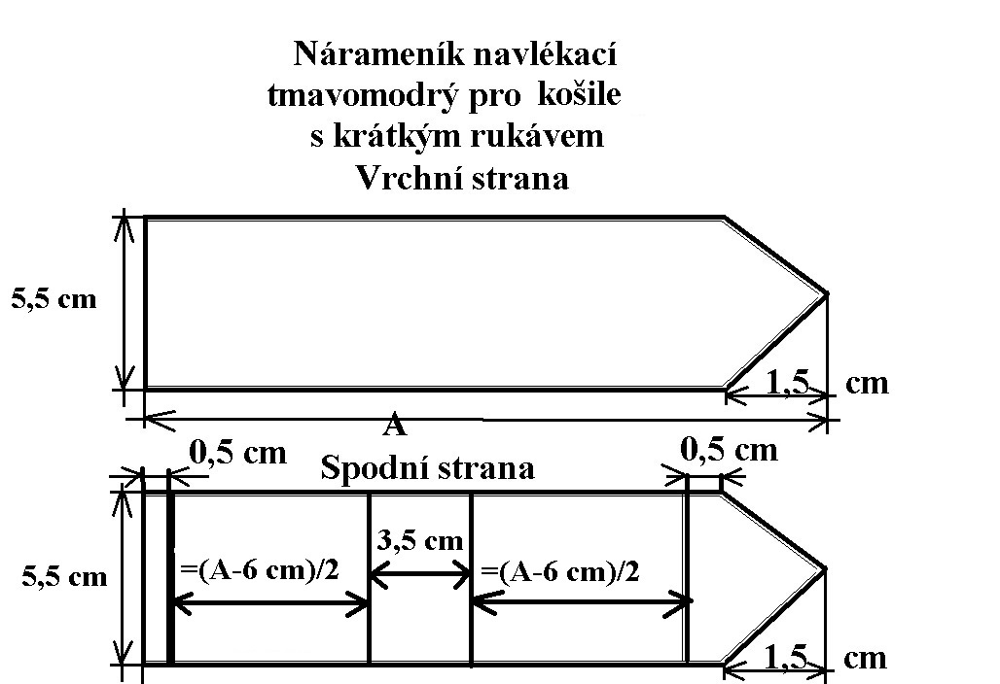 Nárameník navlékací
tmavomodrý pro košile
s krátkým rukávem
Vrchní strana
5,5 cm
1,5 cm
A
0,5 cm
0,5 cm
Spodní strana
3,5 cm
=(A-6 cm)/2
=(A-6 cm)/2
5,5 cm
1,5 cm